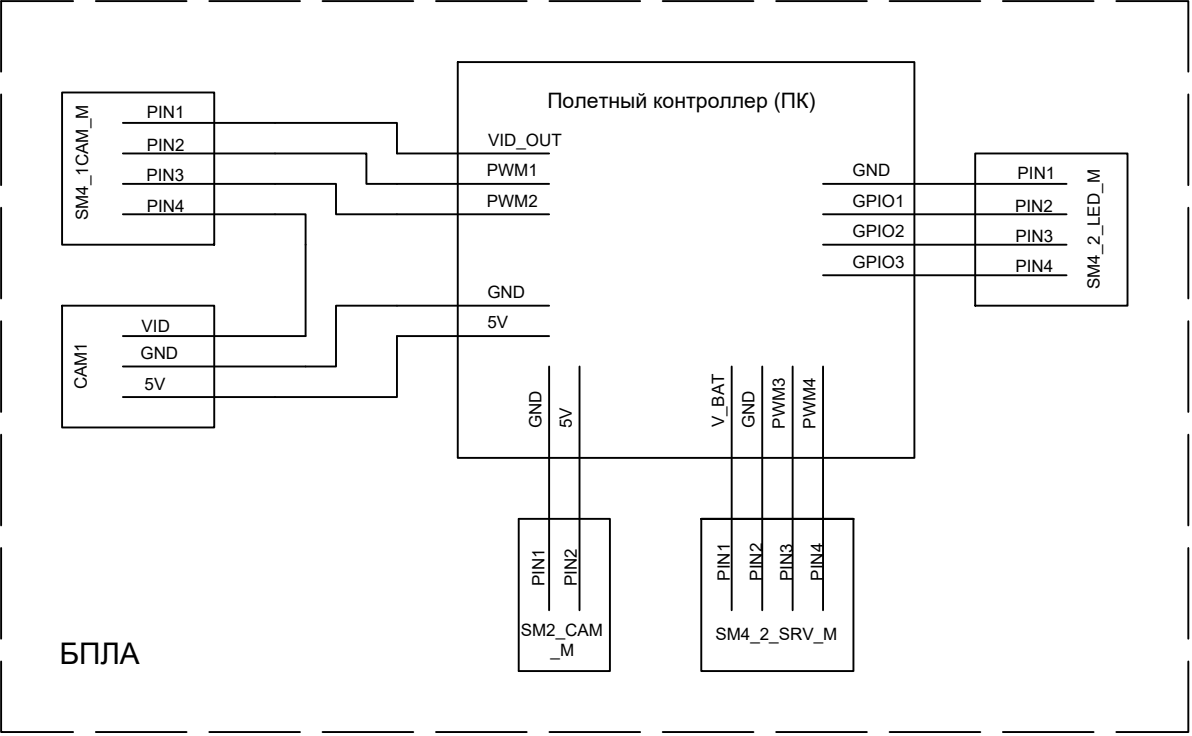 Полетный контроллер (ПК)
SM4_1CAM_M
PIN1
PIN2
PIN3
PIN4
VID_OUT
PWM1
PWM2
GND
5V
CAM1
VID
GND
5V
GND
GPIO1
GPIO2
GPIO3
PIN1
PIN2
PIN3
PIN4
SM4_2_LED_M
GND
5V
V_BAT
GND
PWM3
PWM4
PIN1
PIN2
SM2_CAM
_M
PIN1
PIN2
PIN3
PIN4
SM4_2_SRV_M
БПЛА